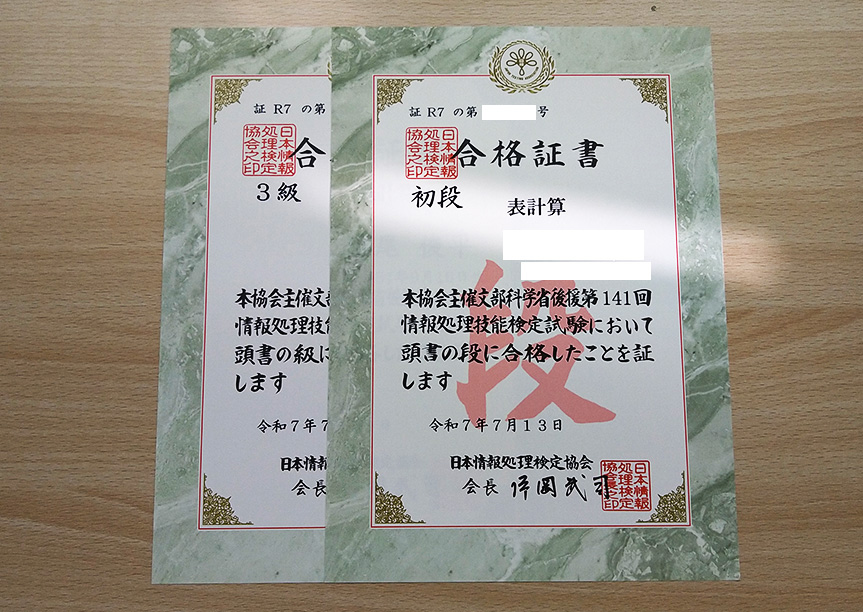 証 R7 の第
日本情報
処理検定
協会之印
合
3級
本協会主催文部
情報処理技能
頭書の級に
します
令和7年7
日本情報
会長
証 R7 の第 号
日本情報
処理検定
協会之印
合格証書
初段
表計算
段
本協会主催文部科学省後援第141回
情報処理技能検定試験において
頭書の段に合格したことを証
します
令和7年7月13日
日本情報処理検定協会
会長
日本情報
処理検定
協会長印